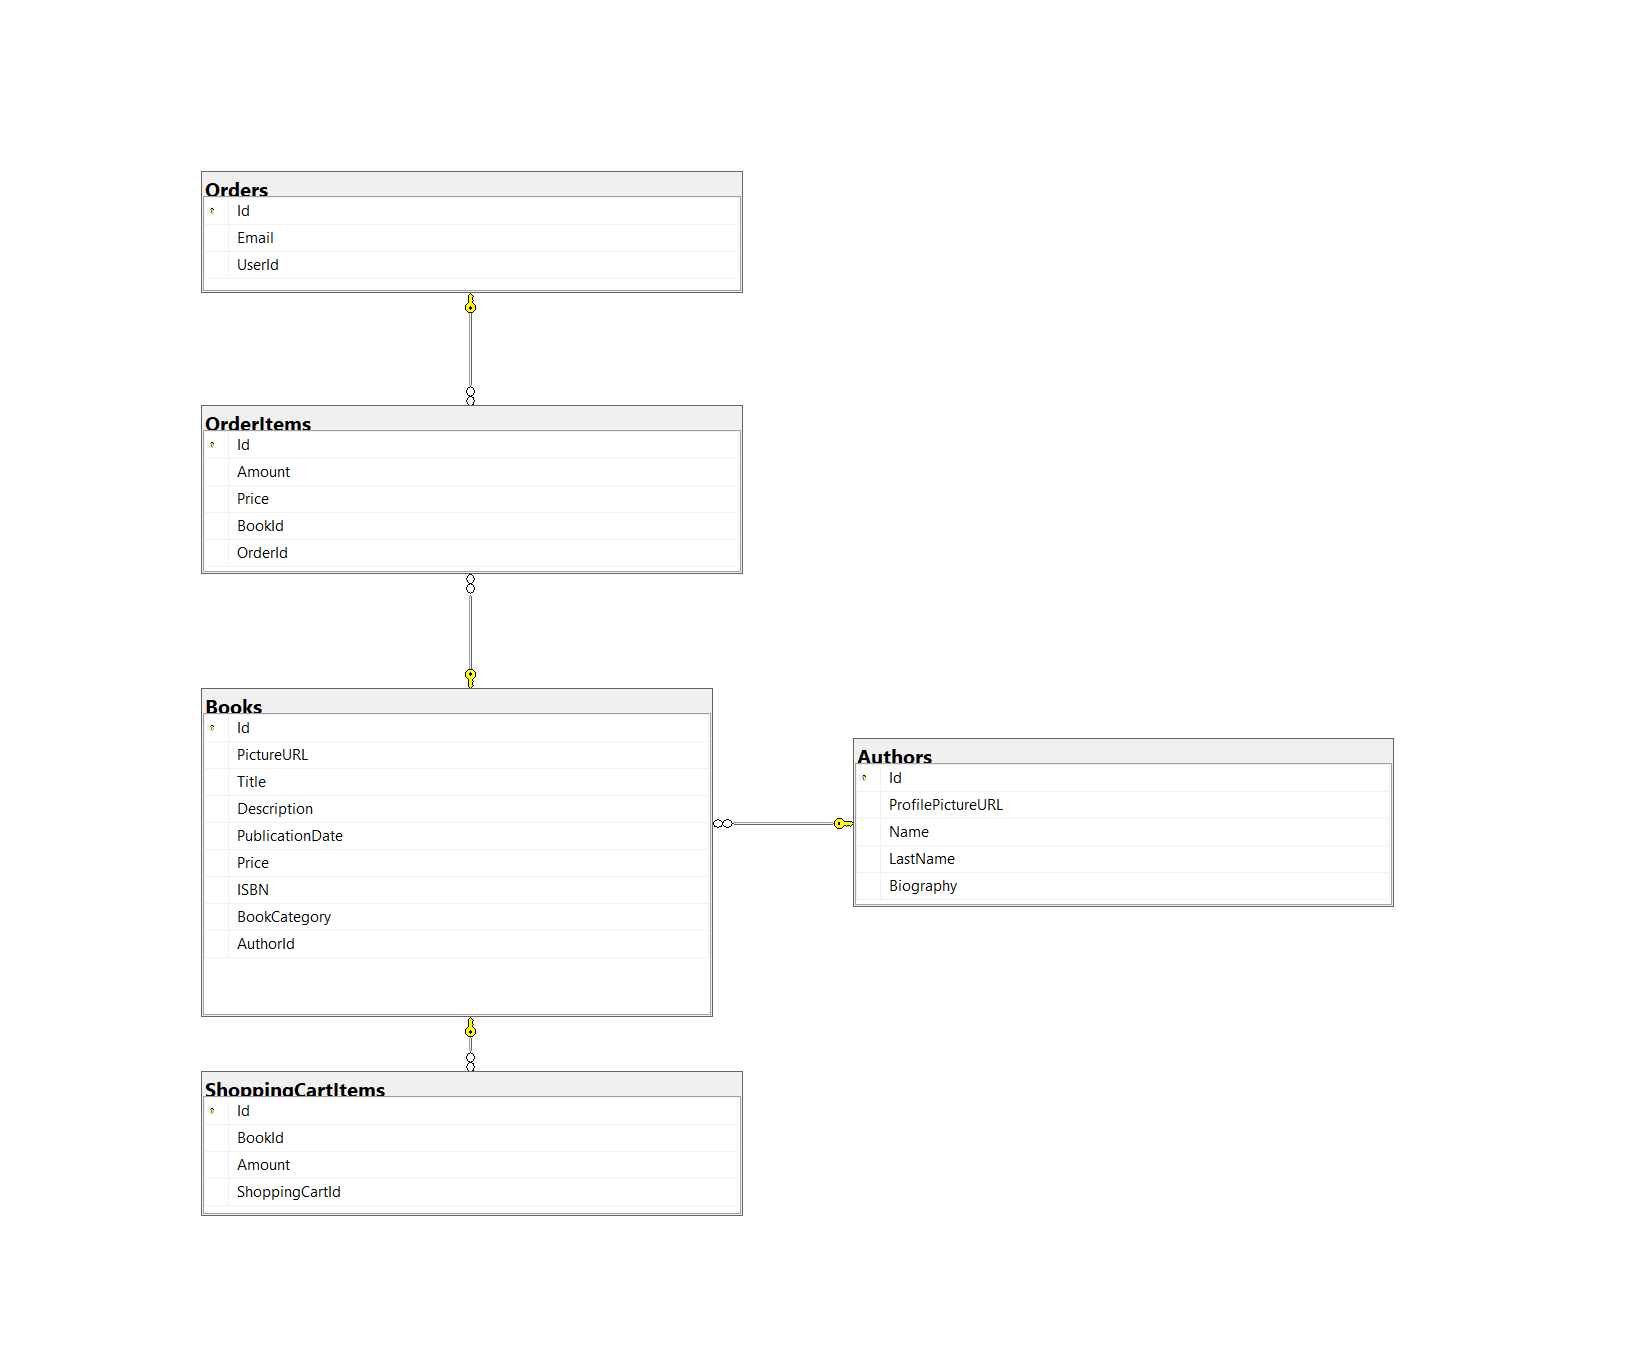 Orders
Id
Email
UserId
OrderItems
Id
Amount
Price
BookId
OrderId
Books
Id
PictureURL
Title
Description
PublicationDate
Price
ISBN
BookCategory
AuthorId
Authors
Id
ProfilePictureURL
Name
LastName
Biography
ShoppingCartItems
Id
BookId
Amount
ShoppingCartId